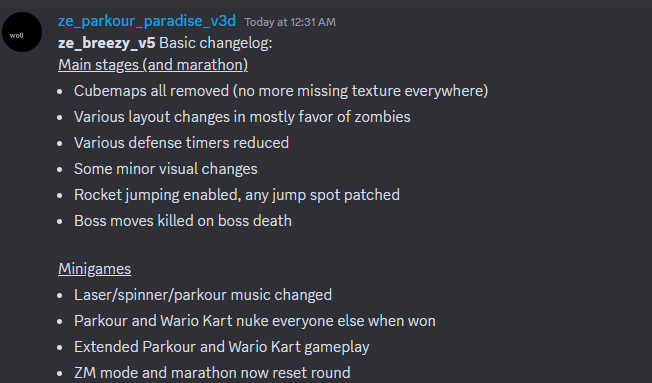 wo0
ze_parkour_paradise_v3d Today at 12:31 AM
ze_breezy_v5 Basic changelog:
Main stages (and marathon)
• Cubemaps all removed (no more missing texture everywhere)
• Various layout changes in mostly favor of zombies
• Various defense timers reduced
• Some minor visual changes
• Rocket jumping enabled, any jump spot patched
• Boss moves killed on boss death
Minigames
• Laser/spinner/parkour music changed
• Parkour and Wario Kart nuke everyone else when won
• Extended Parkour and Wario Kart gameplay
• ZM mode and marathon now reset round